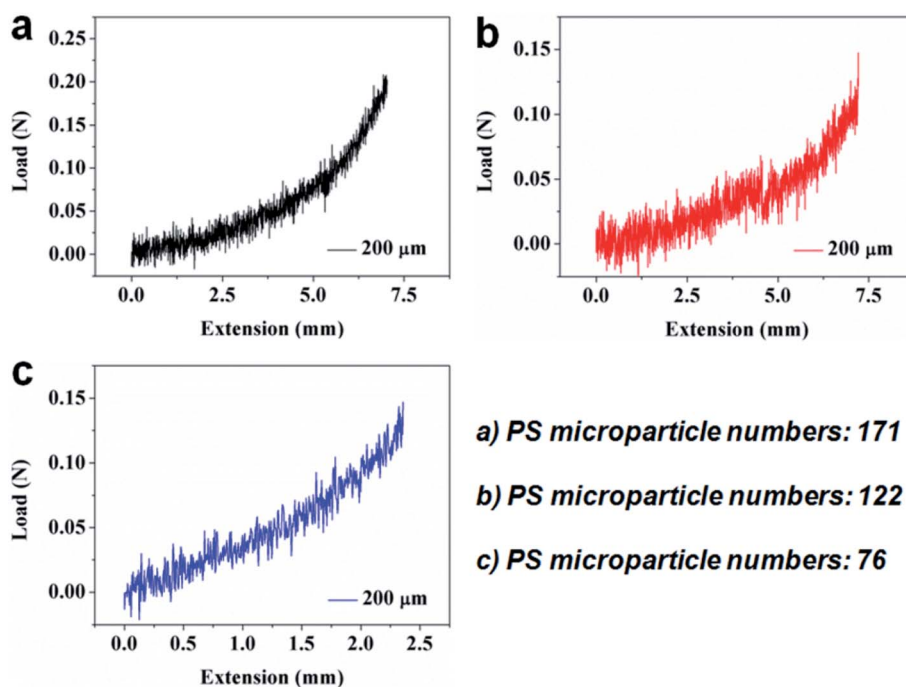 a
0.25
0.20
0.15
0.10
0.05
0.00
Load (N)
200 μm
0.0 2.5 5.0 7.5
Extension (mm)
b
0.15
0.10
0.05
0.00
Load (N)
200 μm
0.0 2.5 5.0 7.5
Extension (mm)
c
0.15
0.10
0.05
0.00
Load (N)
200 μm
0.0 0.5 1.0 1.5 2.0 2.5
Extension (mm)
a) PS microparticle numbers: 171
b) PS microparticle numbers: 122
c) PS microparticle numbers: 76